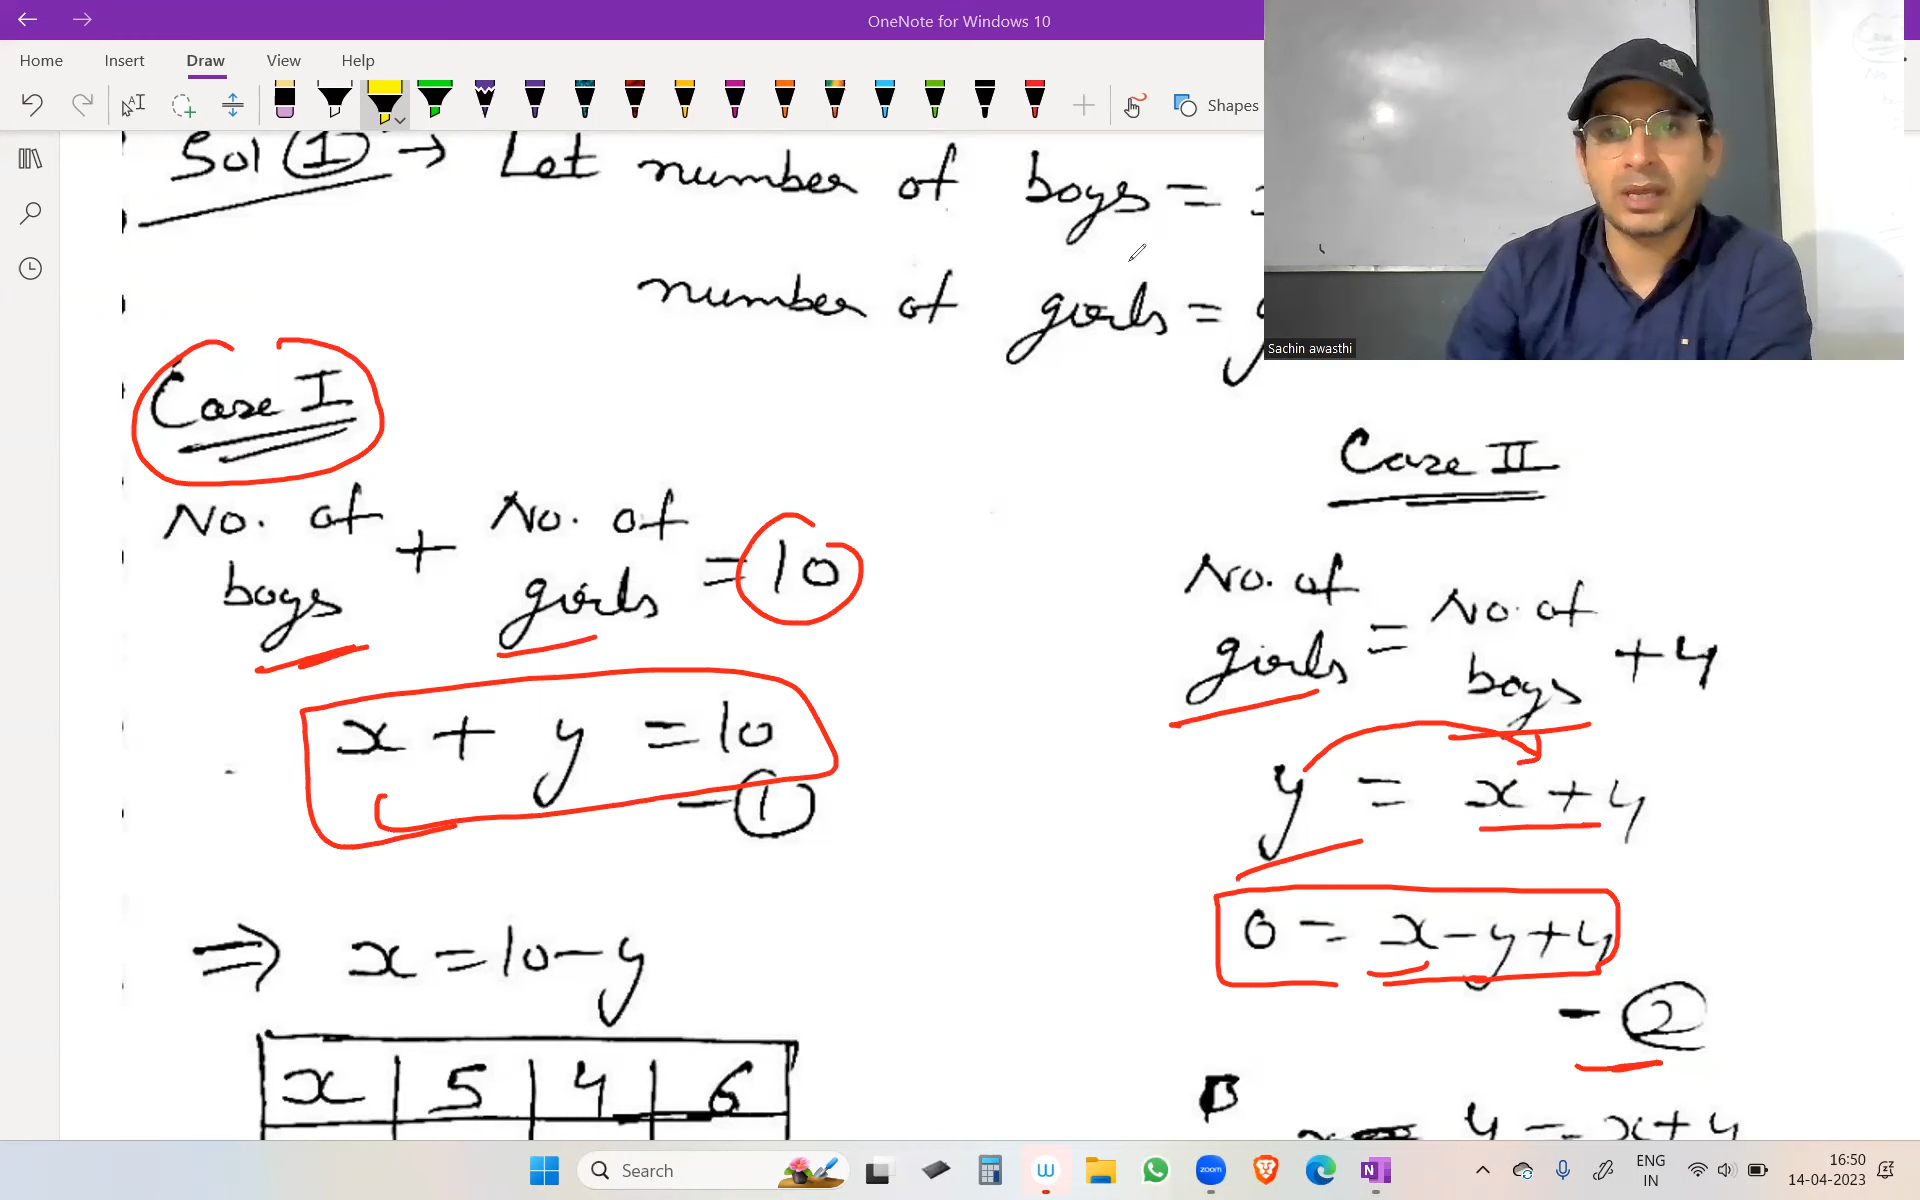 OneNote for Windows 10
Home Insert Draw View Help
Shapes
Sol (1) → Let number of boys =
number of girls = y
Sachin awasthi
Case I
No. of boys + No. of girls = 10
x + y = 10
- 1
⇒ x = 10 - y
x 5 4 6
Case II
No. of girls = No. of boys + 4
y = x + 4
0 = x - y + 4
- 2
y = x + 4
Search
zoom
ENG
IN
16:50
14-04-2023